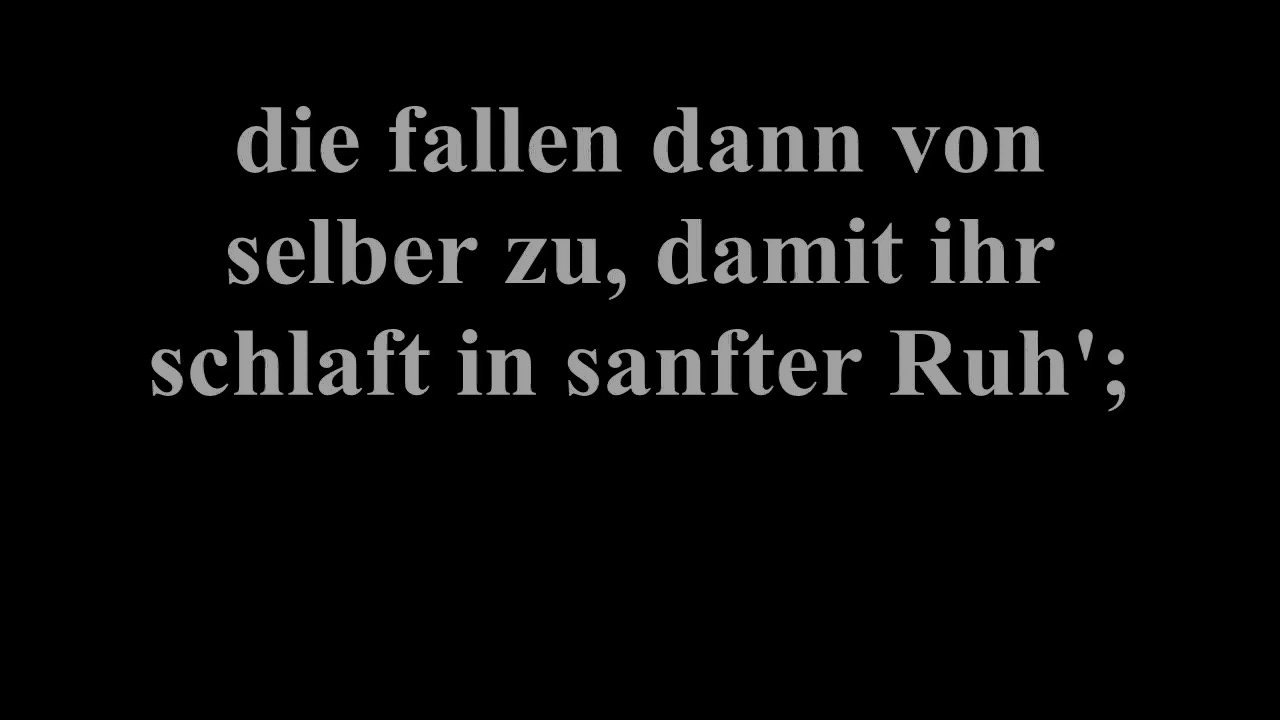 die fallen dann von
selber zu, damit ihr
schlaft in sanfter Ruh';